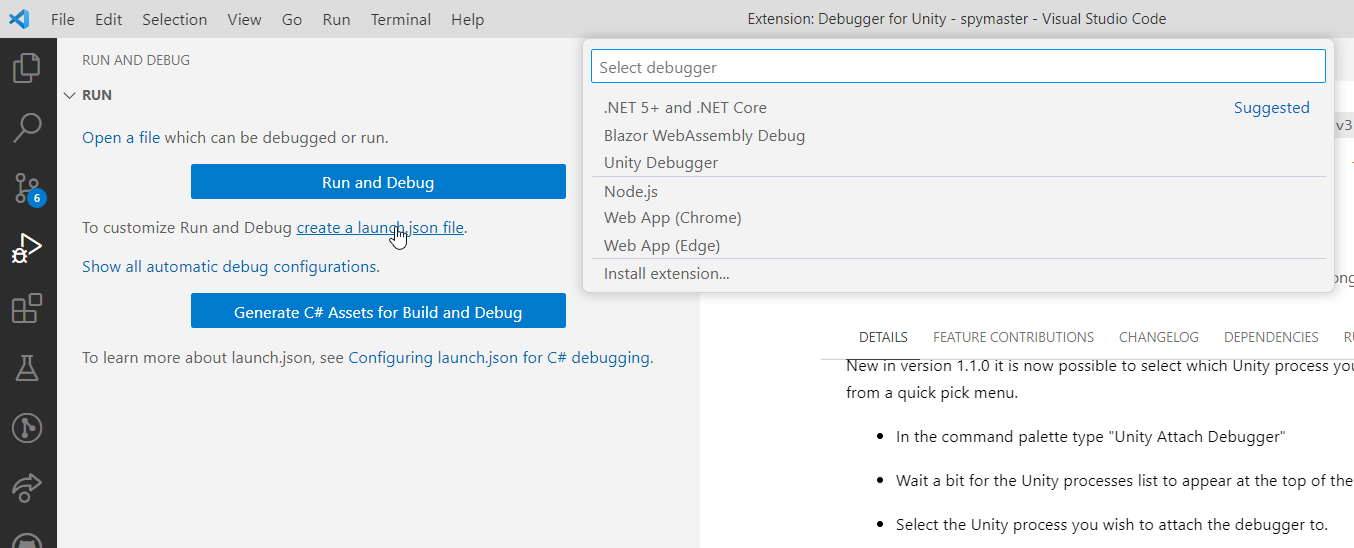 File Edit Selection View Go Run Terminal Help Extension: Debugger for Unity - spymaster - Visual Studio Code
RUN AND DEBUG
RUN
Open a file which can be debugged or run.
Run and Debug
To customize Run and Debug create a launch.json file.
Show all automatic debug configurations.
Generate C# Assets for Build and Debug
To learn more about launch.json, see Configuring launch.json for C# debugging.
6
Select debugger
.NET 5+ and .NET Core Suggested
Blazor WebAssembly Debug
Unity Debugger
Node.js
Web App (Chrome)
Web App (Edge)
Install extension...
v3
DETAILS FEATURE CONTRIBUTIONS CHANGELOG DEPENDENCIES
New in version 1.1.0 it is now possible to select which Unity process
from a quick pick menu.
• In the command palette type "Unity Attach Debugger"
• Wait a bit for the Unity processes list to appear at the top of the
• Select the Unity process you wish to attach the debugger to.